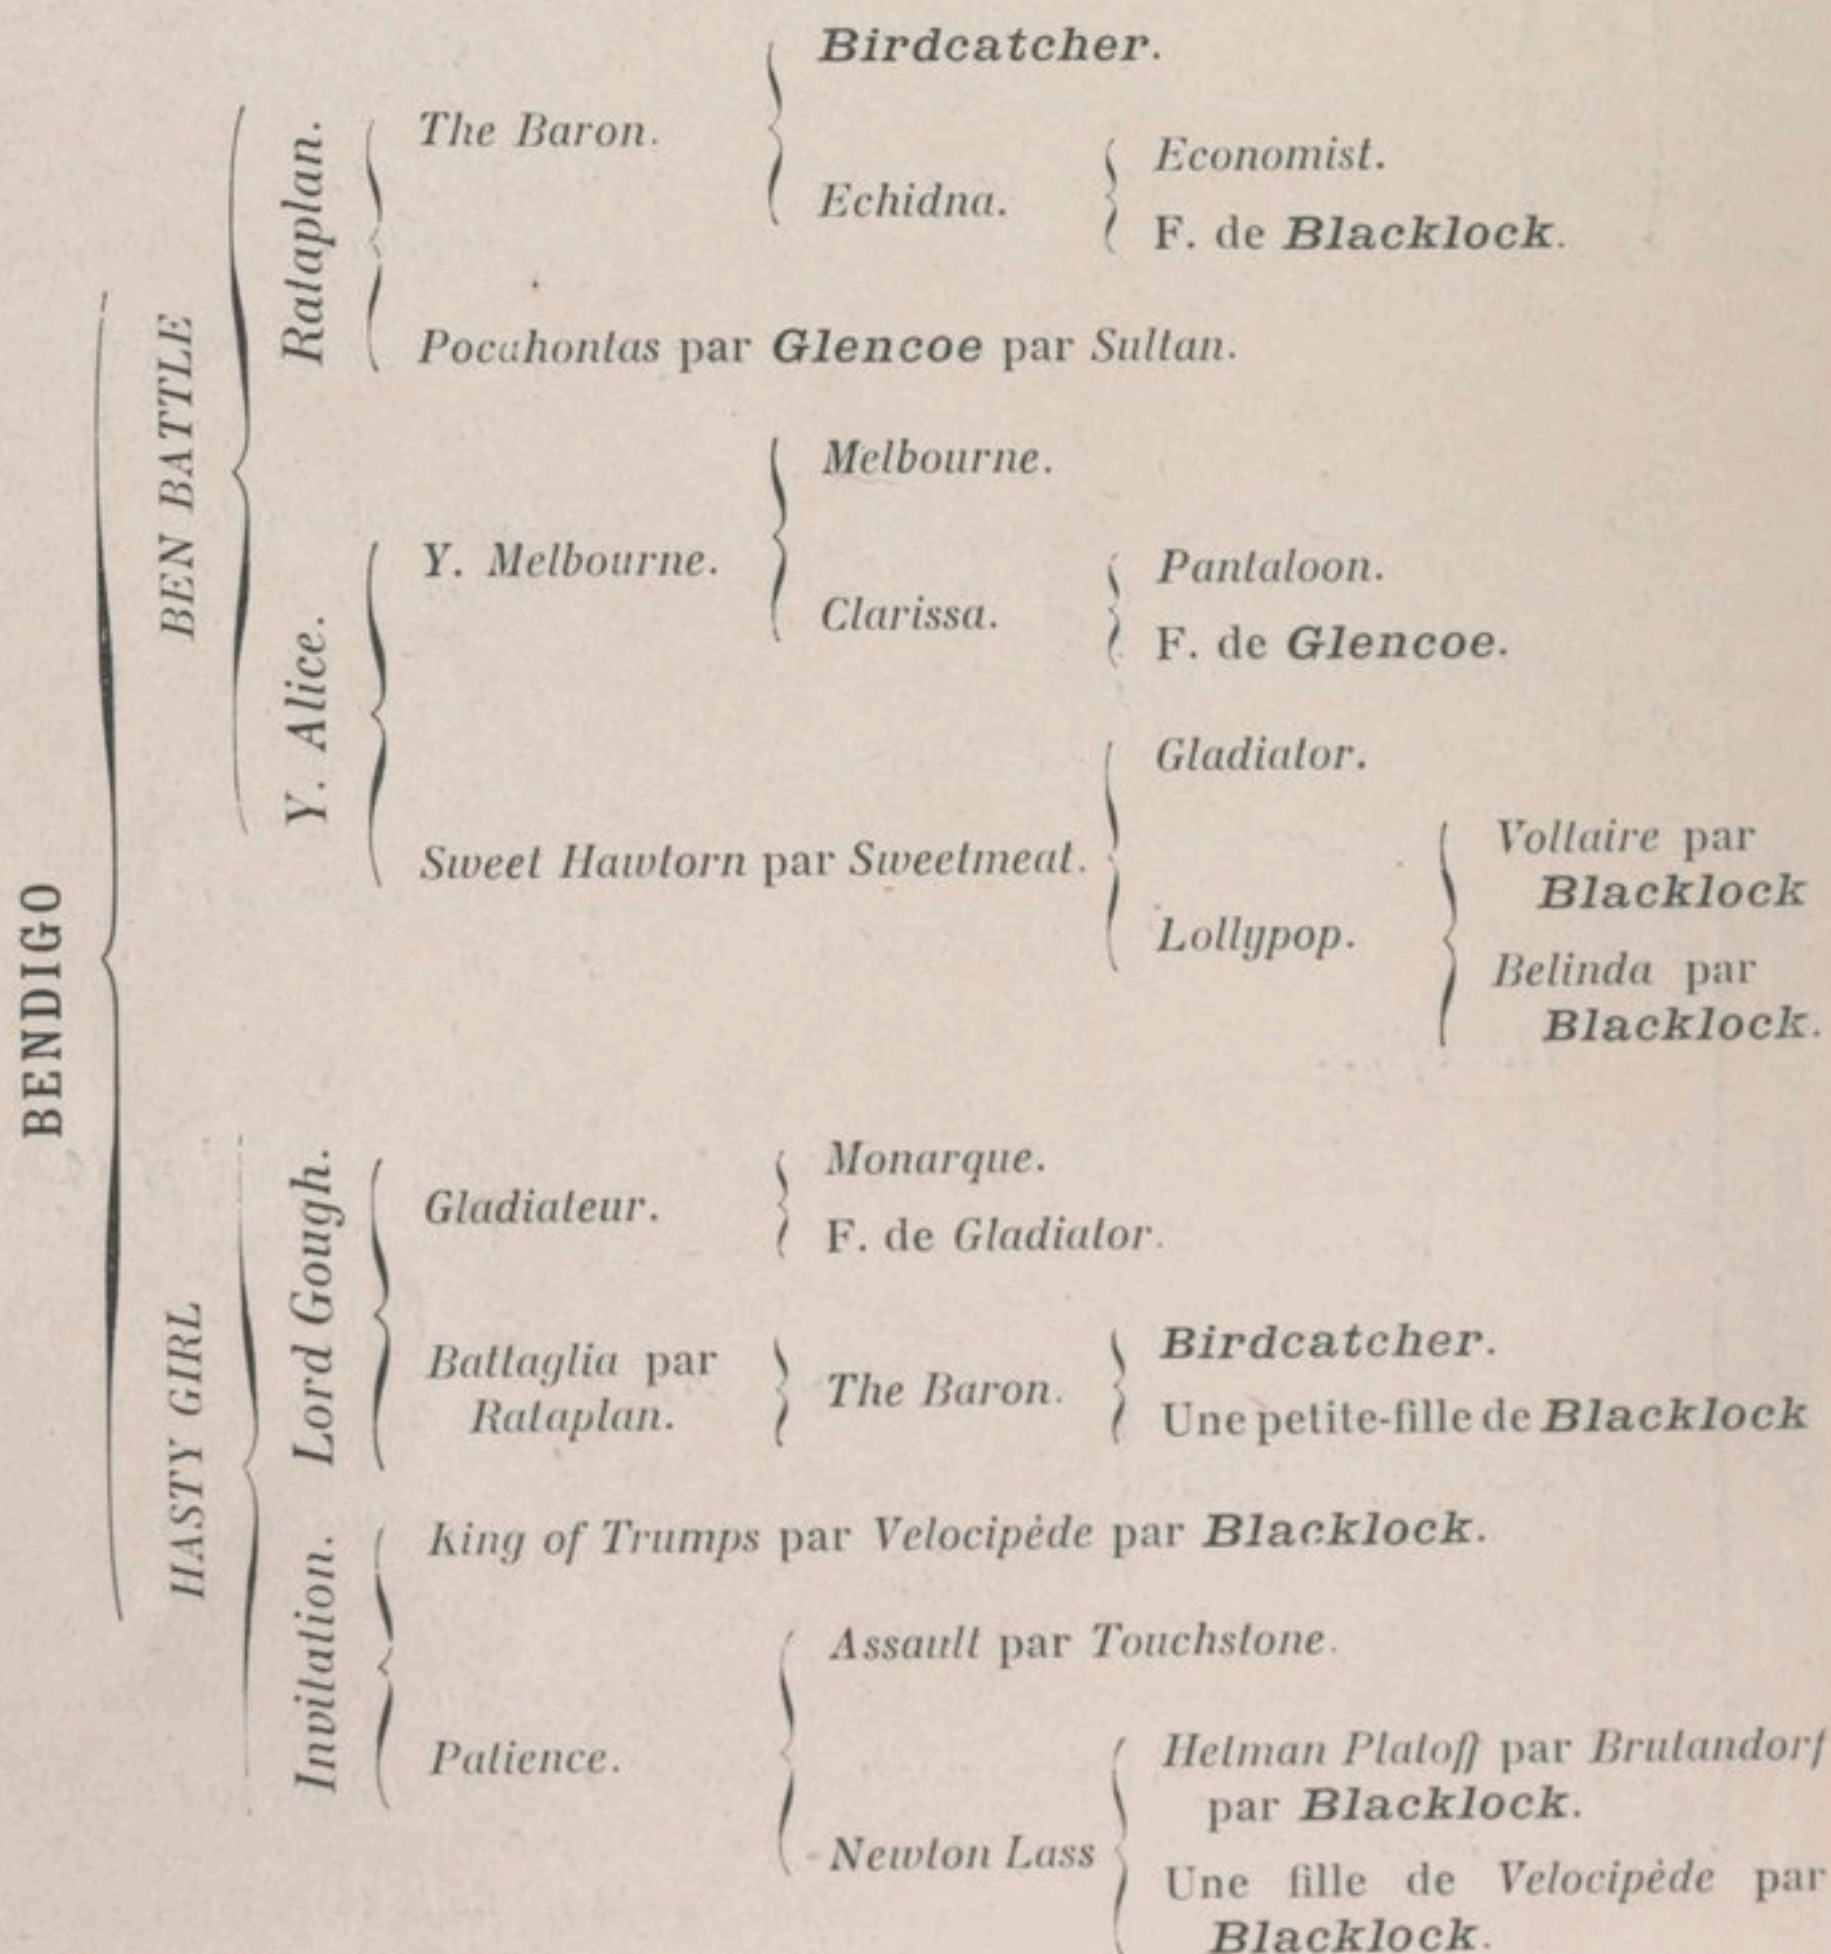 BENDIGO
BEN BATTLE
Rataplan.
The Baron.
Birdcatcher.
Echidna.
Economist.
F. de Blacklock.
Pocahontas par Glencoe par Sultan.
Y. Alice.
Y. Melbourne.
Melbourne.
Clarissa.
Pantaloon.
F. de Glencoe.
Sweet Hawtorn par Sweetmeat.
Gladiator.
Lollypop.
Voltaire par
Blacklock
Belinda par
Blacklock.
HASTY GIRL
Lord Gough.
Gladiateur.
Monarque.
F. de Gladiator.
Battaglia par
Rataplan.
The Baron.
Birdcatcher.
Une petite-fille de Blacklock
Invitation.
King of Trumps par Velocipède par Blacklock.
Patience.
Assault par Touchstone.
Newton Lass
Hetman Platoff par Brutandorf
par Blacklock.
Une fille de Velocipède par
Blacklock.